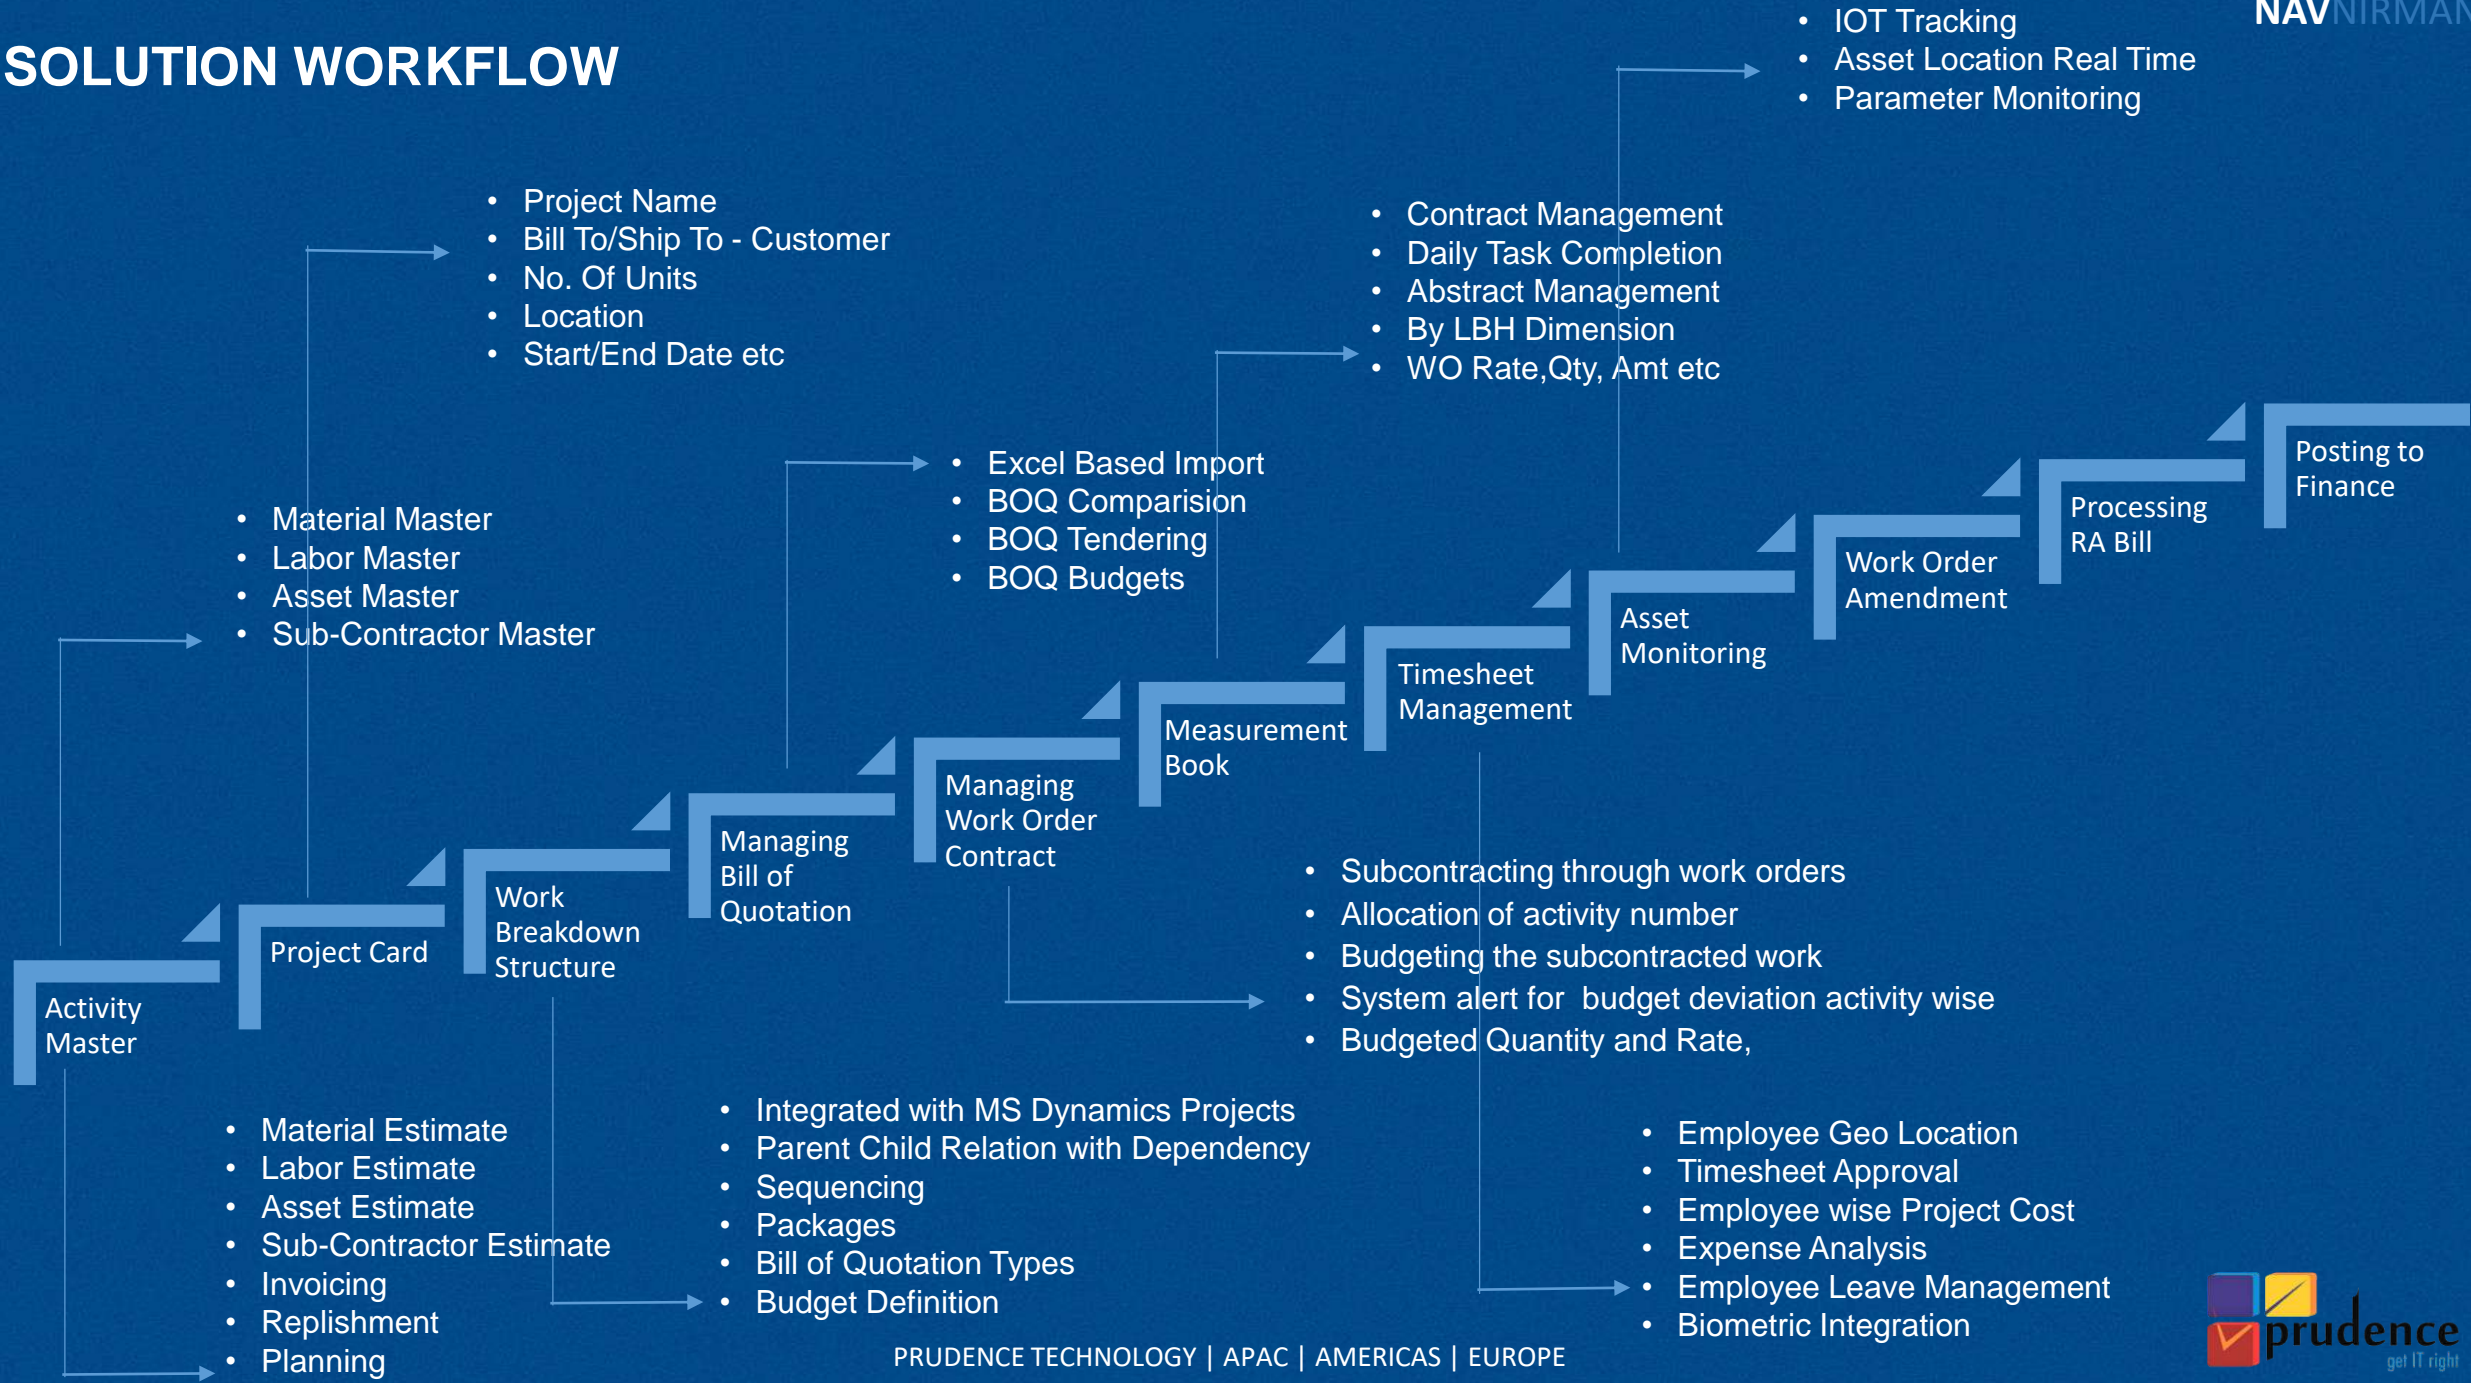 SOLUTION WORKFLOW
NAVNIRMAN
• IOT Tracking
• Asset Location Real Time
• Parameter Monitoring
• Project Name
• Bill To/Ship To - Customer
• No. Of Units
• Location
• Start/End Date etc
• Contract Management
• Daily Task Completion
• Abstract Management
• By LBH Dimension
• WO Rate,Qty, Amt etc
• Excel Based Import
• BOQ Comparision
• BOQ Tendering
• BOQ Budgets
• Material Master
• Labor Master
• Asset Master
• Sub-Contractor Master
Activity
Master
Project Card
Work
Breakdown
Structure
Managing
Bill of
Quotation
Managing
Work Order
Contract
Measurement
Book
Timesheet
Management
Asset
Monitoring
Work Order
Amendment
Processing
RA Bill
Posting to
Finance
• Subcontracting through work orders
• Allocation of activity number
• Budgeting the subcontracted work
• System alert for  budget deviation activity wise
• Budgeted Quantity and Rate,
• Material Estimate
• Labor Estimate
• Asset Estimate
• Sub-Contractor Estimate
• Invoicing
• Replishment
• Planning
• Integrated with MS Dynamics Projects
• Parent Child Relation with Dependency
• Sequencing
• Packages
• Bill of Quotation Types
• Budget Definition
• Employee Geo Location
• Timesheet Approval
• Employee wise Project Cost
• Expense Analysis
• Employee Leave Management
• Biometric Integration
PRUDENCE TECHNOLOGY | APAC | AMERICAS | EUROPE
prudence
get IT right